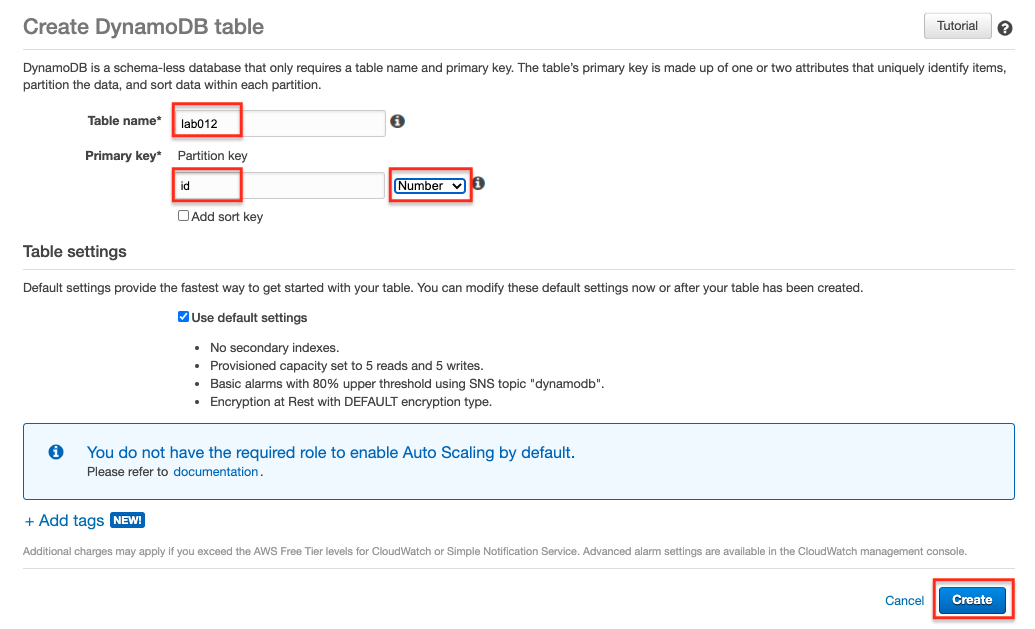 Create DynamoDB table
Tutorial
DynamoDB is a schema-less database that only requires a table name and primary key. The table's primary key is made up of one or two attributes that uniquely identify items,
partition the data, and sort data within each partition.
Table name*
lab012
Primary key*
Partition key
id
Number
Add sort key
Table settings
Default settings provide the fastest way to get started with your table. You can modify these default settings now or after your table has been created.
Use default settings
• No secondary indexes.
• Provisioned capacity set to 5 reads and 5 writes.
• Basic alarms with 80% upper threshold using SNS topic "dynamodb".
• Encryption at Rest with DEFAULT encryption type.
You do not have the required role to enable Auto Scaling by default.
Please refer to documentation.
+ Add tags NEW!
Additional charges may apply if you exceed the AWS Free Tier levels for CloudWatch or Simple Notification Service. Advanced alarm settings are available in the CloudWatch management console.
Cancel
Create